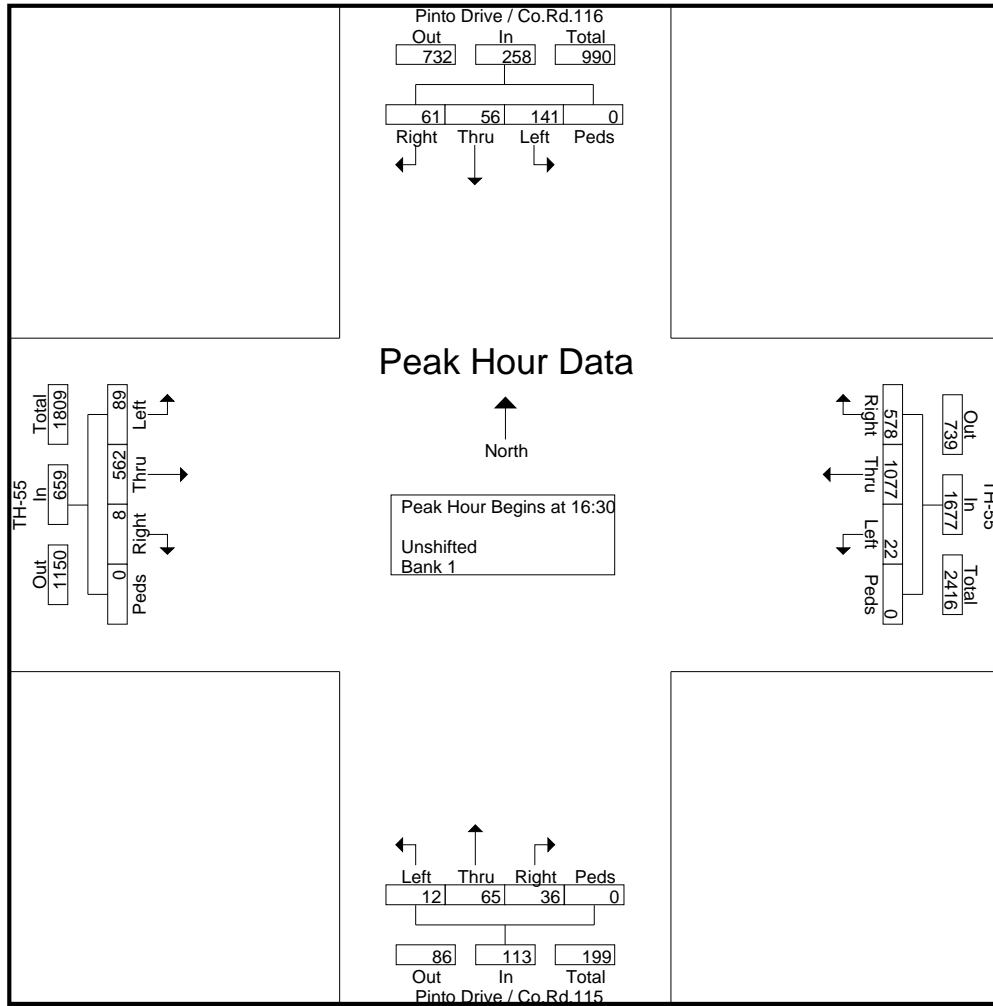 Pinto Drive / Co.Rd.116
Out In Total
732 258 990
61 56 141 0
Right Thru Left Peds
Peak Hour Data
North
Peak Hour Begins at 16:30
Unshifted
Bank 1
TH-55
Total In Out
1809 659 1150
89 562 8 0
Left Thru Right Peds
TH-55
Out In Total
739 1677 2416
578 1077 22 0
Right Thru Left Peds
Left Thru Right Peds
12 65 36 0
86 113 199
Out In Total
Pinto Drive / Co.Rd.115